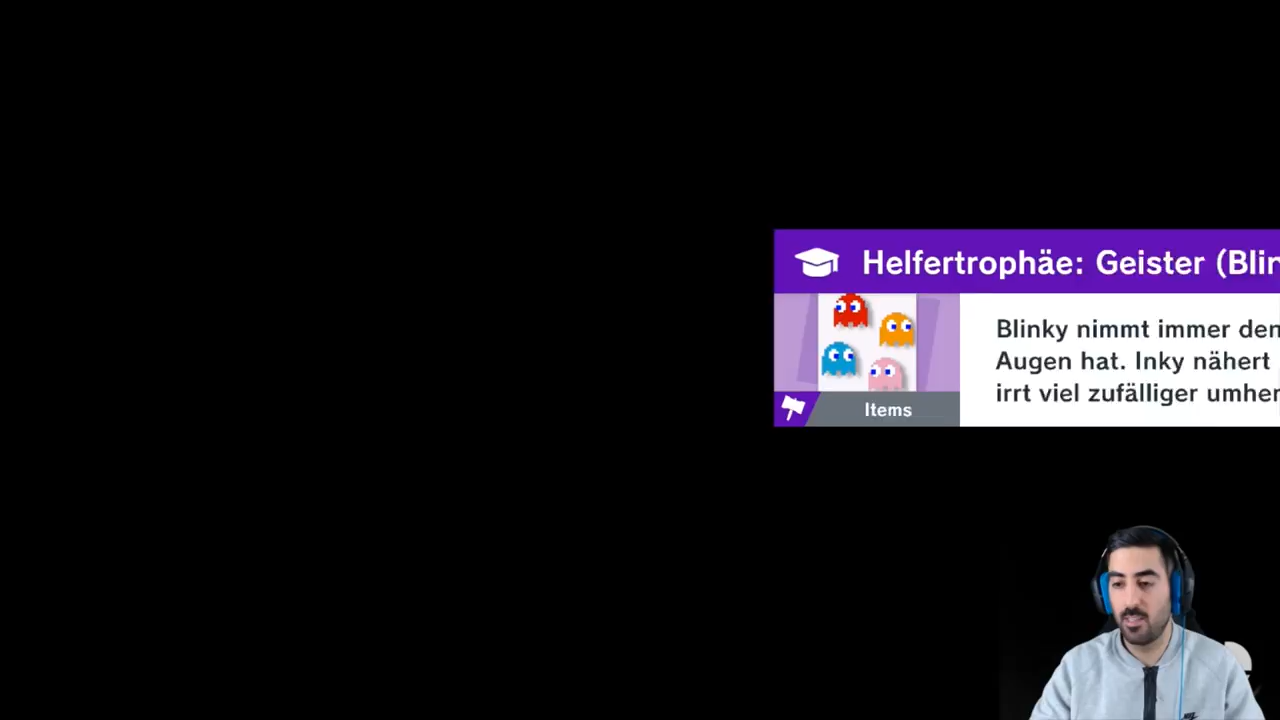 Helfertrophäe: Geister (Blin
Blinky nimmt immer den
Augen hat. Inky nähert
irrt viel zufälliger umher
Items